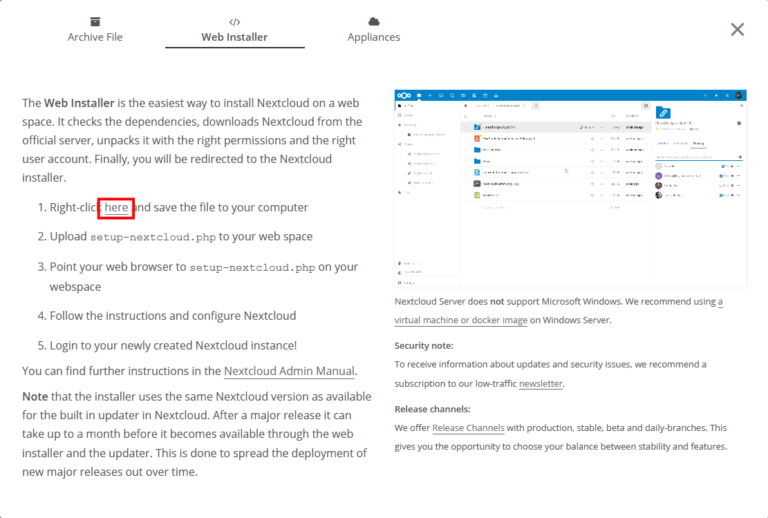 Archive File
Web Installer
Appliances
The Web Installer is the easiest way to install Nextcloud on a web
space. It checks the dependencies, downloads Nextcloud from the
official server, unpacks it with the right permissions and the right
user account. Finally, you will be redirected to the Nextcloud
installer.
1. Right-click here and save the file to your computer
2. Upload setup-nextcloud.php to your web space
3. Point your web browser to setup-nextcloud.php on your
webspace
4. Follow the instructions and configure Nextcloud
5. Login to your newly created Nextcloud instance!
You can find further instructions in the Nextcloud Admin Manual.
Note that the installer uses the same Nextcloud version as available
for the built in updater in Nextcloud. After a major release it can
take up to a month before it becomes available through the web
installer and the updater. This is done to spread the deployment of
new major releases out over time.
Nextcloud Server does not support Microsoft Windows. We recommend using a
virtual machine or docker image on Windows Server.
Security note:
To receive information about updates and security issues, we recommend a
subscription to our low-traffic newsletter.
Release channels:
We offer Release Channels with production, stable, beta and daily-branches. This
gives you the opportunity to choose your balance between stability and features.